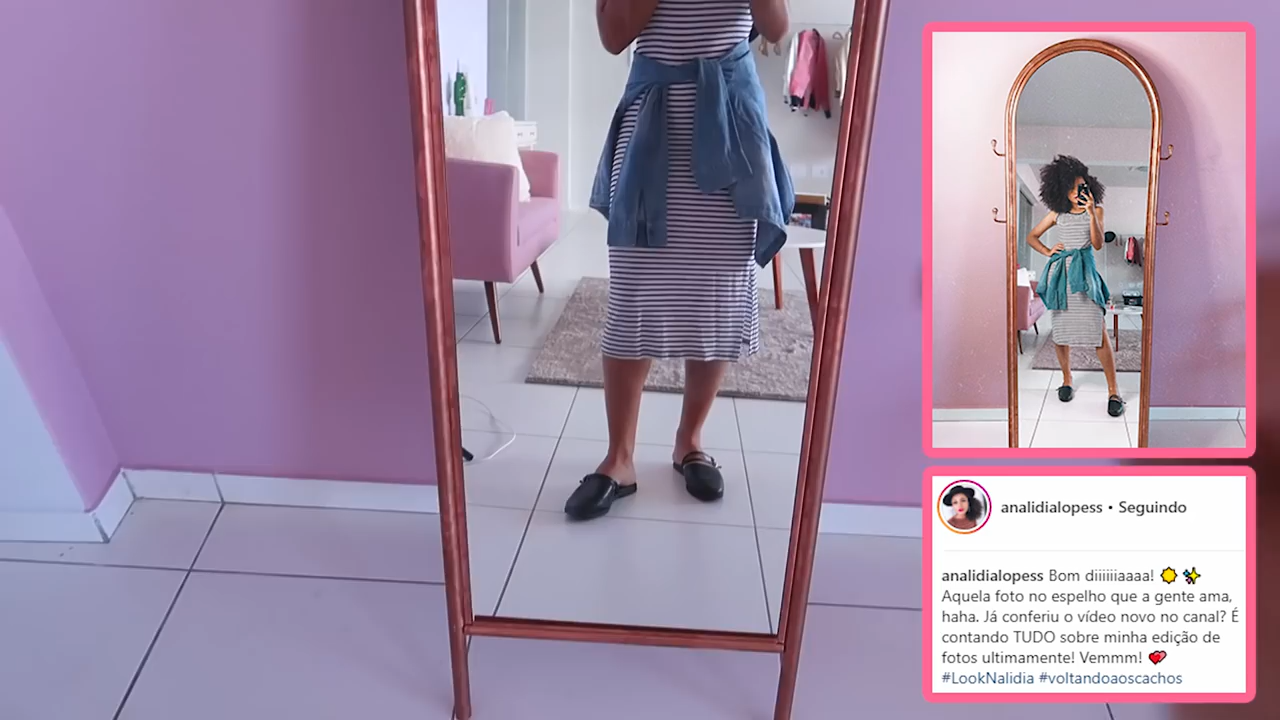 analidialopess • Seguindo
analidialopess Bom diiiiiiaaaa! 🌞 ✨
Aquela foto no espelho que a gente ama,
haha. Já conferiu o vídeo novo no canal? É
contando TUDO sobre minha edição de
fotos ultimamente! Vemmm! 💕
#LookNalidia #voltandoaoscachos